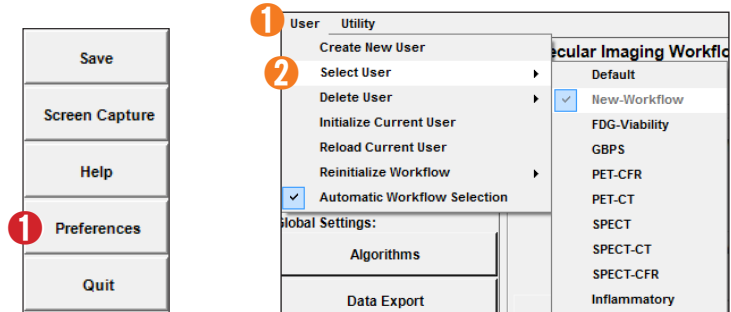 Save
Screen Capture
Help
1
Preferences
Quit
1
User Utility
Create New User
2
Select User
Delete User
Initialize Current User
Reload Current User
Reinitialize Workflow
Automatic Workflow Selection
Global Settings:
Algorithms
Data Export
ecular Imaging Workflo
Default
New-Workflow
FDG-Viability
GBPS
PET-CFR
PET-CT
SPECT
SPECT-CT
SPECT-CFR
Inflammatory